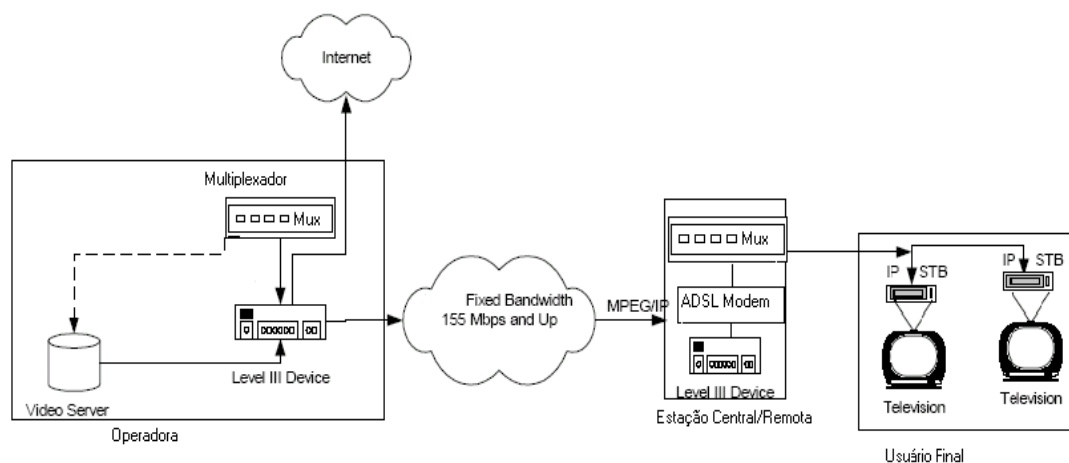 Internet
Multiplexador
Mux
Level III Device
Video Server
Operadora
Fixed Bandwidth
155 Mbps and Up
MPEG/IP
Mux
ADSL Modem
Level III Device
Estação Central/Remota
IP STB
IP STB
Television
Television
Usuário Final